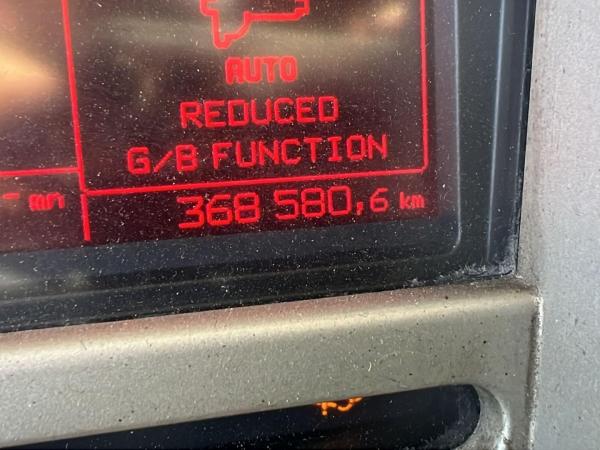 AUTO
REDUCED
G/B FUNCTION
368 580,6 km